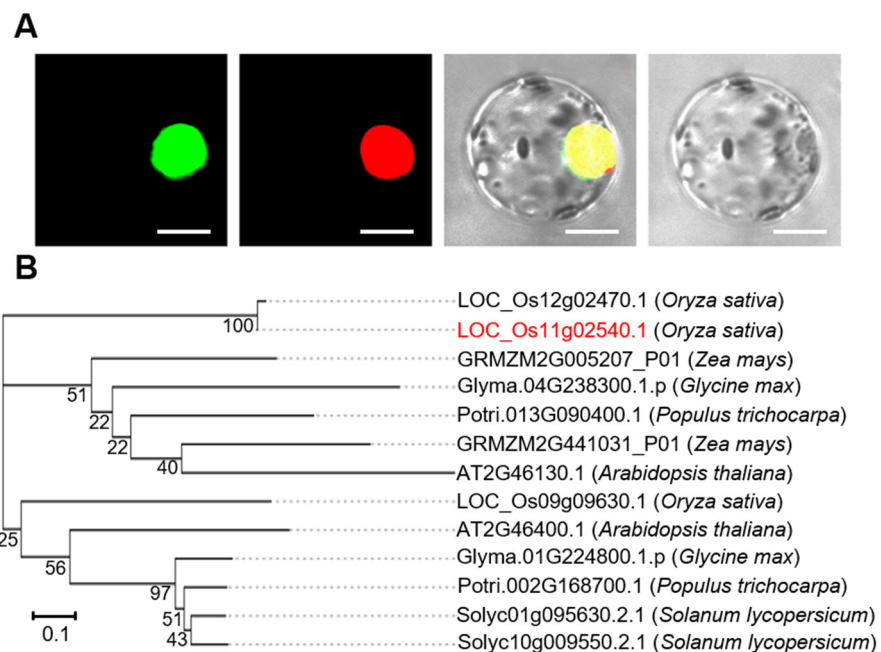 A
B
LOC_Os12g02470.1 (Oryza sativa)
100
LOC_Os11g02540.1 (Oryza sativa)
GRMZM2G005207_P01 (Zea mays)
51
Glyma.04G238300.1.p (Glycine max)
22
Potri.013G090400.1 (Populus trichocarpa)
22
GRMZM2G441031_P01 (Zea mays)
40
AT2G46130.1 (Arabidopsis thaliana)
LOC_Os09g09630.1 (Oryza sativa)
25
AT2G46400.1 (Arabidopsis thaliana)
56
Glyma.01G224800.1.p (Glycine max)
97
Potri.002G168700.1 (Populus trichocarpa)
51
Solyc01g095630.2.1 (Solanum lycopersicum)
0.1
43
Solyc10g009550.2.1 (Solanum lycopersicum)